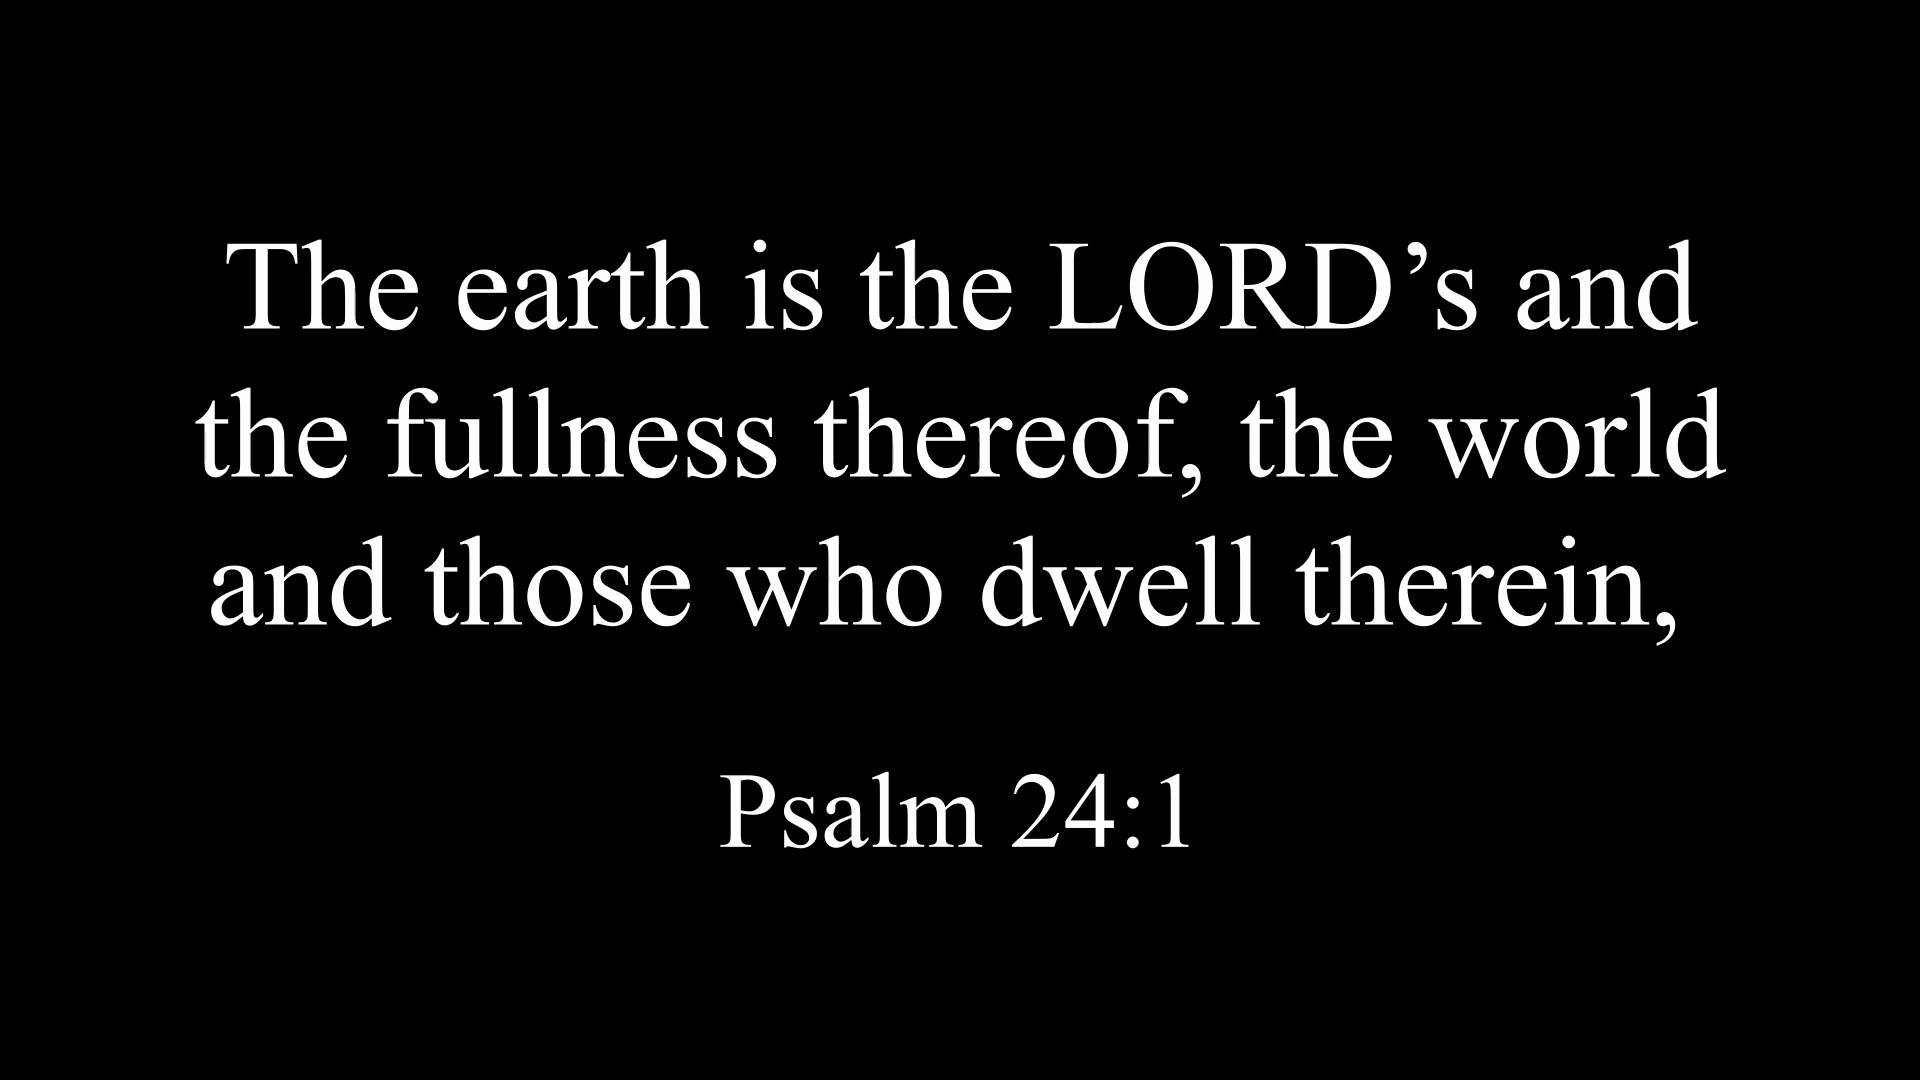 The earth is the LORD’s and
the fullness thereof, the world
and those who dwell therein,
Psalm 24:1